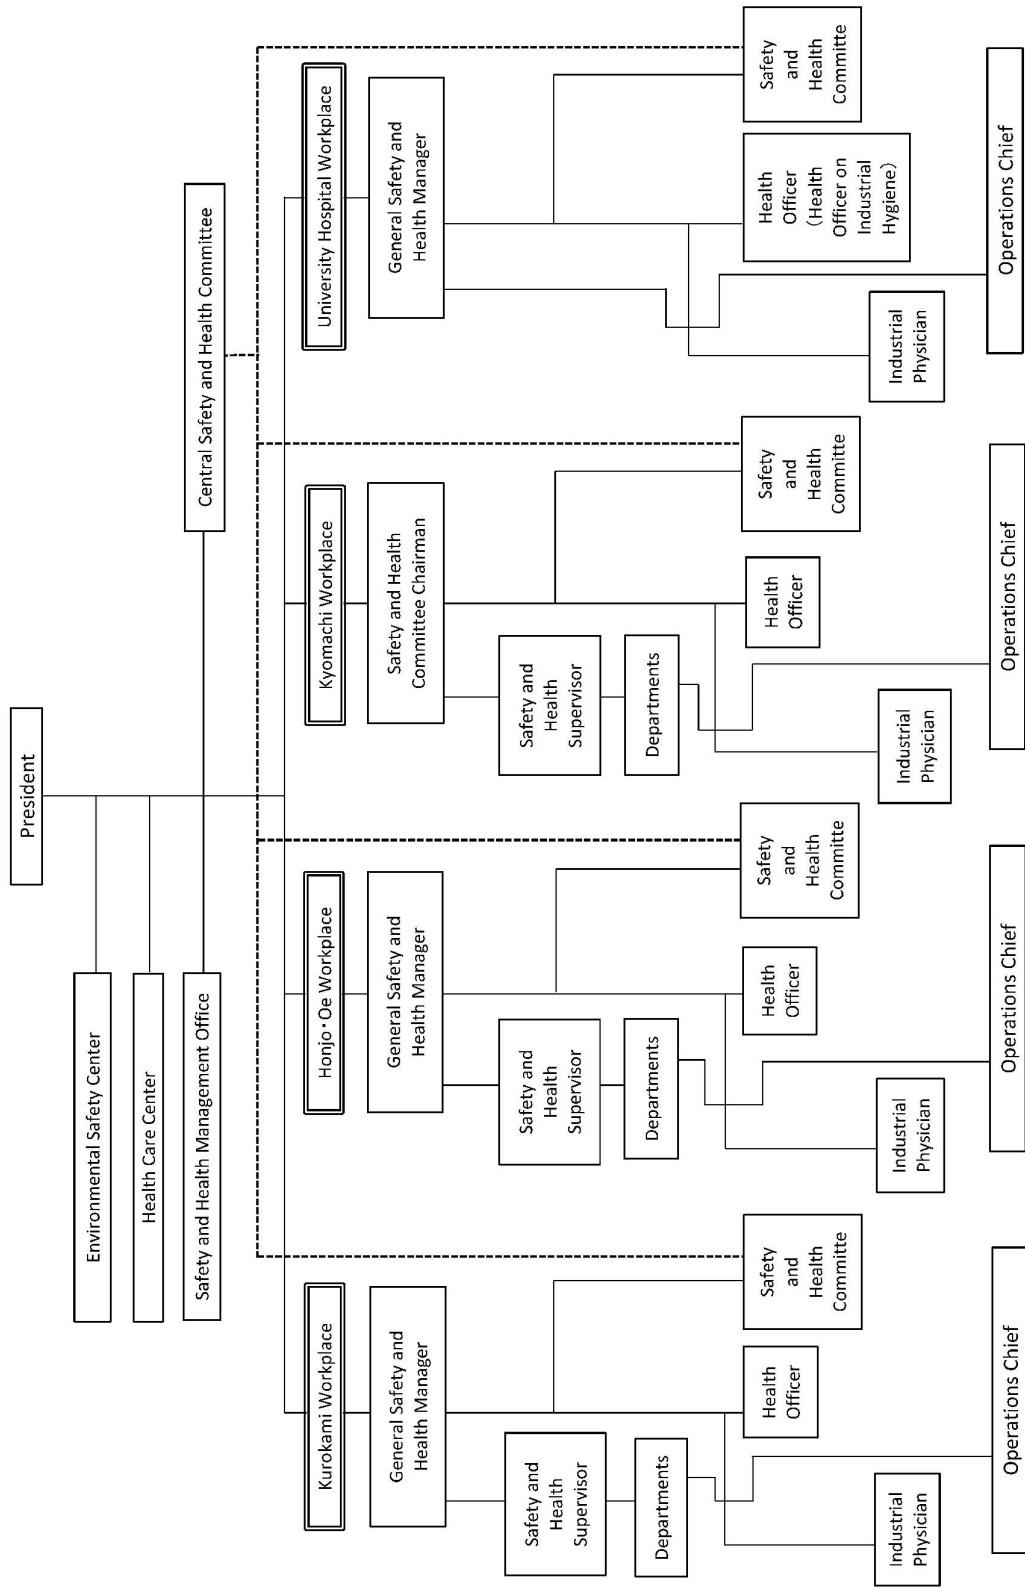 President
Environmental Safety Center
Health Care Center
Safety and Health Management Office
Central Safety and Health Committee
Kurokami Workplace
General Safety and
Health Manager
Safety and
Health
Supervisor
Departments
Industrial
Physician
Health
Officer
Safety
and
Health
Committe
Operations Chief
Honjo・Oe Workplace
General Safety and
Health Manager
Safety and
Health
Supervisor
Departments
Industrial
Physician
Health
Officer
Safety
and
Health
Committe
Operations Chief
Kyomachi Workplace
Safety and Health
Committee Chairman
Safety and
Health
Supervisor
Departments
Industrial
Physician
Health
Officer
Safety
and
Health
Committe
Operations Chief
University Hospital Workplace
General Safety and
Health Manager
Industrial
Physician
Health
Officer
(Health
Officer on
Industrial
Hygiene)
Safety
and
Health
Committe
Operations Chief